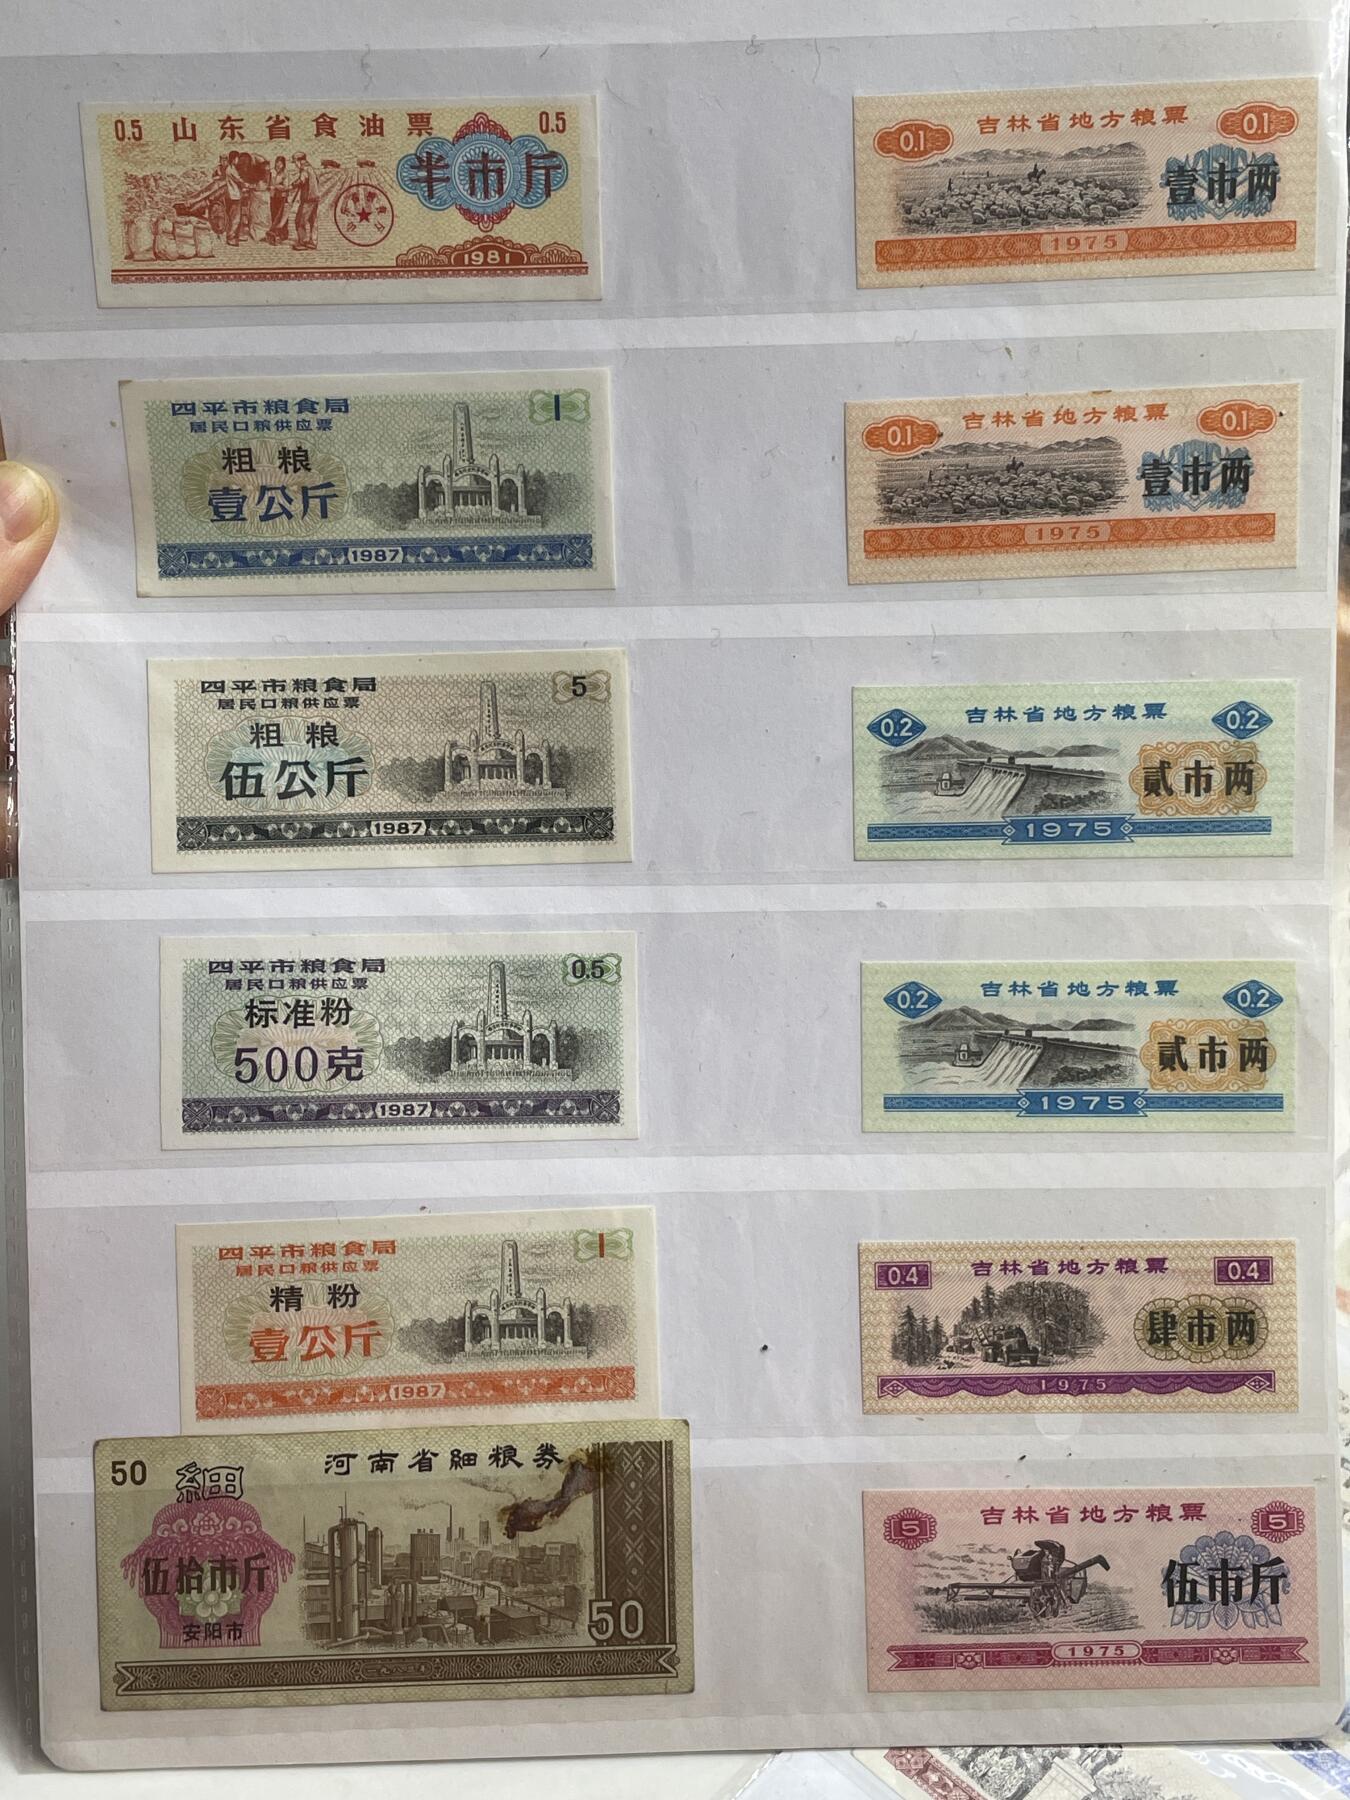 0.5 山东省食油票 0.5
半市斤
1981
吉林省地方粮票
0.1 0.1
壹市两
1975
四平市粮食局 1
居民口粮供应票
粗粮
壹公斤
1987
吉林省地方粮票
0.1 0.1
壹市两
1975
四平市粮食局 5
居民口粮供应票
粗粮
伍公斤
1987
吉林省地方粮票
0.2 0.2
贰市两
1975
四平市粮食局 0.5
居民口粮供应票
标准粉
500克
1987
吉林省地方粮票
0.2 0.2
贰市两
1975
四平市粮食局 1
居民口粮供应票
精粉
壹公斤
1987
吉林省地方粮票
0.4 0.4
肆市两
1975
50 细 河南省细粮券
伍拾市斤
安阳市
50
吉林省地方粮票
5 5
伍市斤
1975